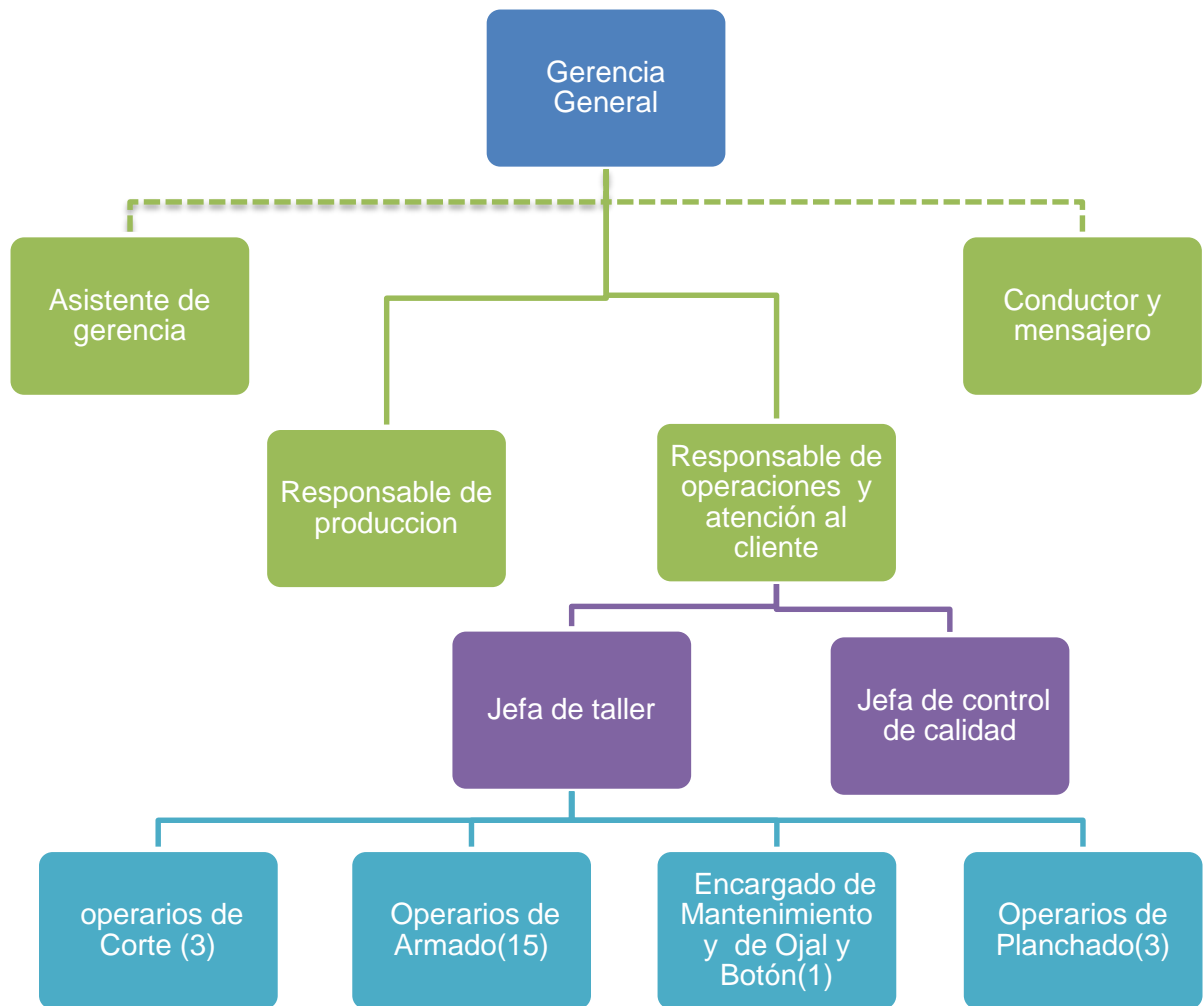 Gerencia
General
Asistente de
gerencia
Conductor y
mensajero
Responsable de
produccion
Responsable de
operaciones y
atención al
cliente
Jefa de taller
Jefa de control
de calidad
operarios de
Corte (3)
Operarios de
Armado(15)
Encargado de
Mantenimiento
y de Ojal y
Botón(1)
Operarios de
Planchado(3)